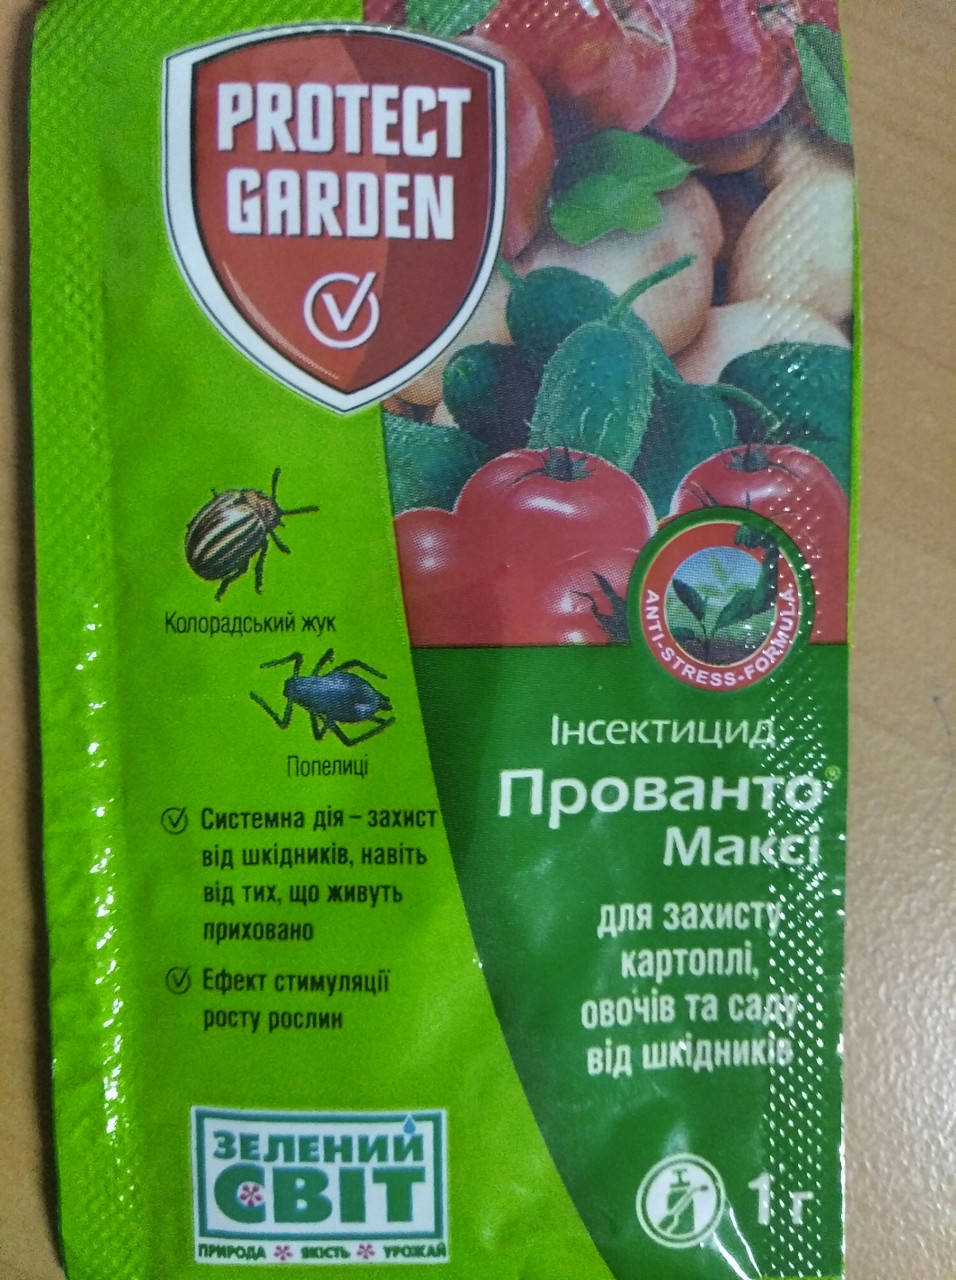 PROTECT
GARDEN
Колорадський жук
Попелиці
Системна дія – захист
від шкідників, навіть
від тих, що живуть
приховано
Ефект стимуляції
росту рослин
ANTI-STRESS-FORMULA
Інсектицид
Прованто®
Максі
для захисту
картоплі,
овочів та саду
від шкідників
1 г
ЗЕЛЕНИЙ
СВІТ
ПРИРОДА ЯКІСТЬ УРОЖАЙ